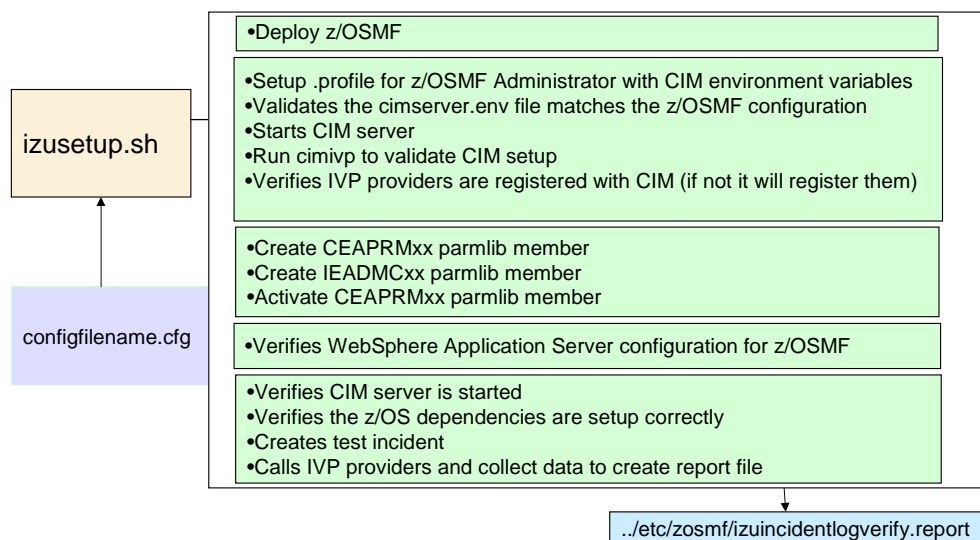 •Deploy z/OSMF
•Setup .profile for z/OSMF Administrator with CIM environment variables
•Validates the cimserver.env file matches the z/OSMF configuration
•Starts CIM server
•Run cimivp to validate CIM setup
•Verifies IVP providers are registered with CIM (if not it will register them)
izusetup.sh
•Create CEAPRMxx parmlib member
•Create IEADMCxx parmlib member
•Activate CEAPRMxx parmlib member
configfilename.cfg
•Verifies WebSphere Application Server configuration for z/OSMF
•Verifies CIM server is started
•Verifies the z/OS dependencies are setup correctly
•Creates test incident
•Calls IVP providers and collect data to create report file
../etc/zosmf/izuincidentlogverify.report